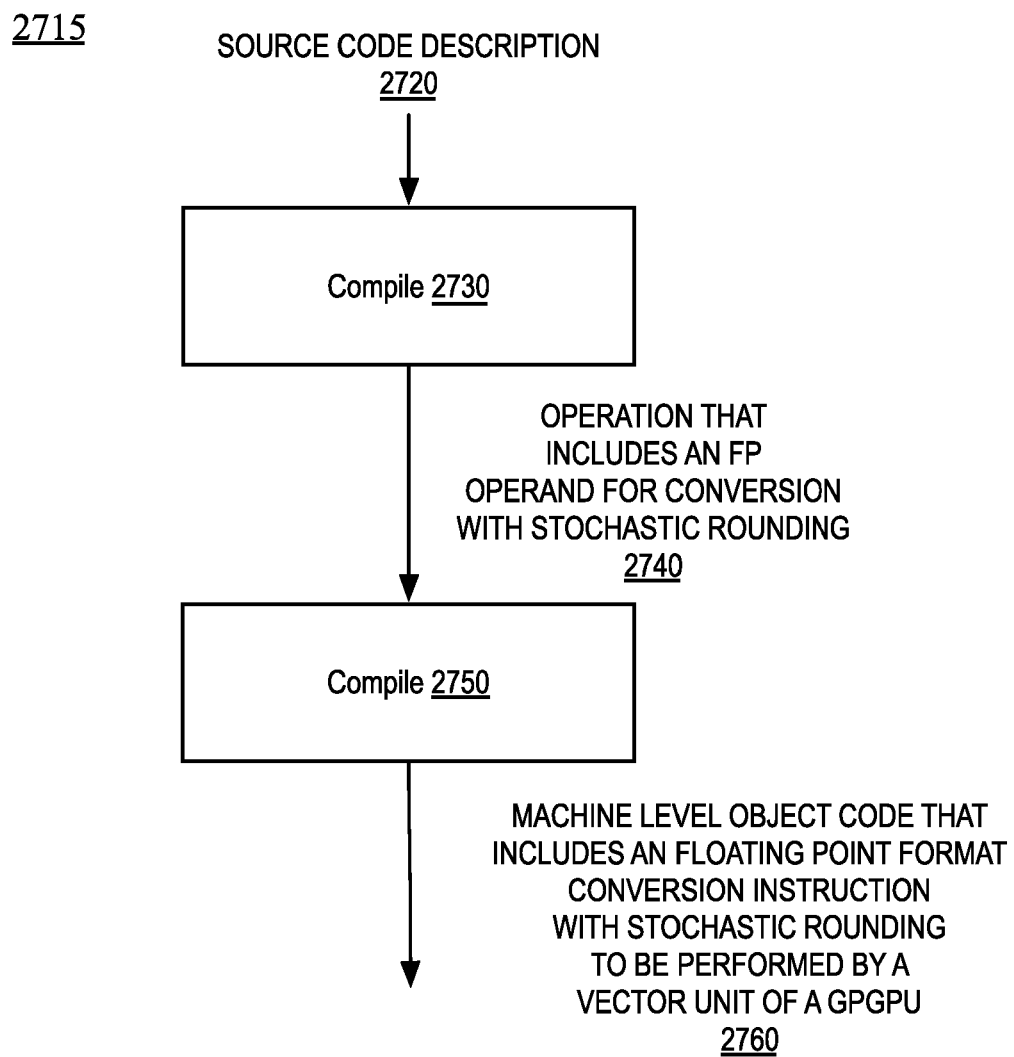 2715
SOURCE CODE DESCRIPTION
2720
Compile 2730
OPERATION THAT
INCLUDES AN FP
OPERAND FOR CONVERSION
WITH STOCHASTIC ROUNDING
2740
Compile 2750
MACHINE LEVEL OBJECT CODE THAT
INCLUDES AN FLOATING POINT FORMAT
CONVERSION INSTRUCTION
WITH STOCHASTIC ROUNDING
TO BE PERFORMED BY A
VECTOR UNIT OF A GPGPU
2760